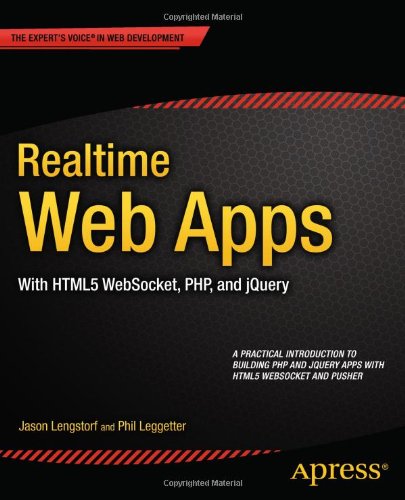 Copyrighted Material
THE EXPERT'S VOICE® IN WEB DEVELOPMENT
Realtime
Web Apps
With HTML5 WebSocket, PHP, and jQuery
A PRACTICAL INTRODUCTION TO
BUILDING PHP AND JQUERY APPS WITH
HTML5 WEBSOCKET AND PUSHER
Jason Lengstorf and Phil Leggetter
Apress®
Copyrighted Material